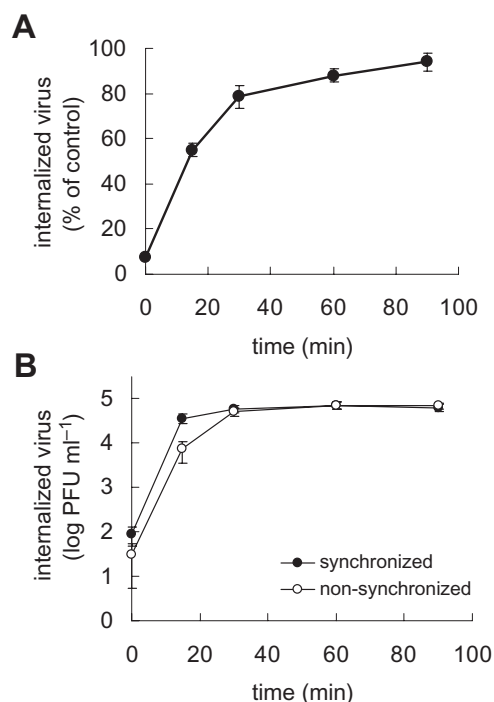 A
internalized virus
(% of control)
100
80
60
40
20
0
0 20 40 60 80 100
time (min)
B
internalized virus
(log PFU ml⁻¹)
5
4
3
2
1
0
synchronized
non-synchronized
0 20 40 60 80 100
time (min)